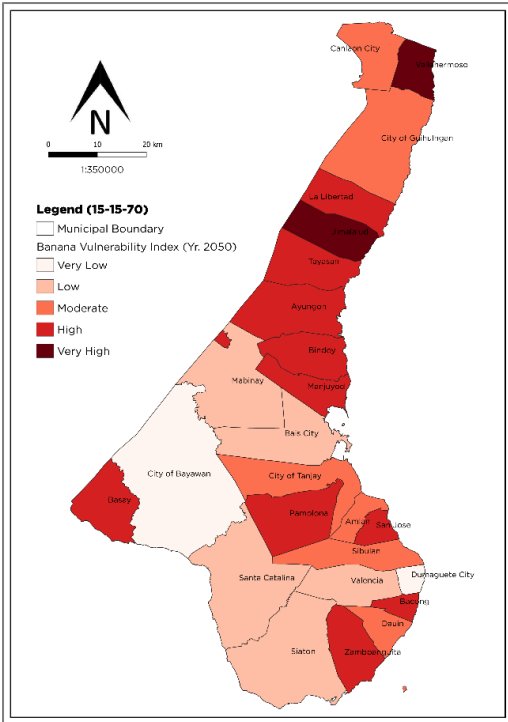 Canlaon City
Vallehermoso
N
City of Guihulngan
0 10 20 km
1:350000
La Libertad
Legend (15-15-70)
Municipal Boundary
Jimalalud
Banana Vulnerability Index (Yr. 2050)
Tayasan
Very Low
Low
Moderate
Ayungon
High
Very High
Bindoy
Mabinay
Manjuyod
Bais City
City of Bayawan
City of Tanjay
Basay
Pamplona
Amlan
San Jose
Sibulan
Santa Catalina
Valencia
Dumaguete City
Bacong
Dauin
Siaton
Zamboanguita